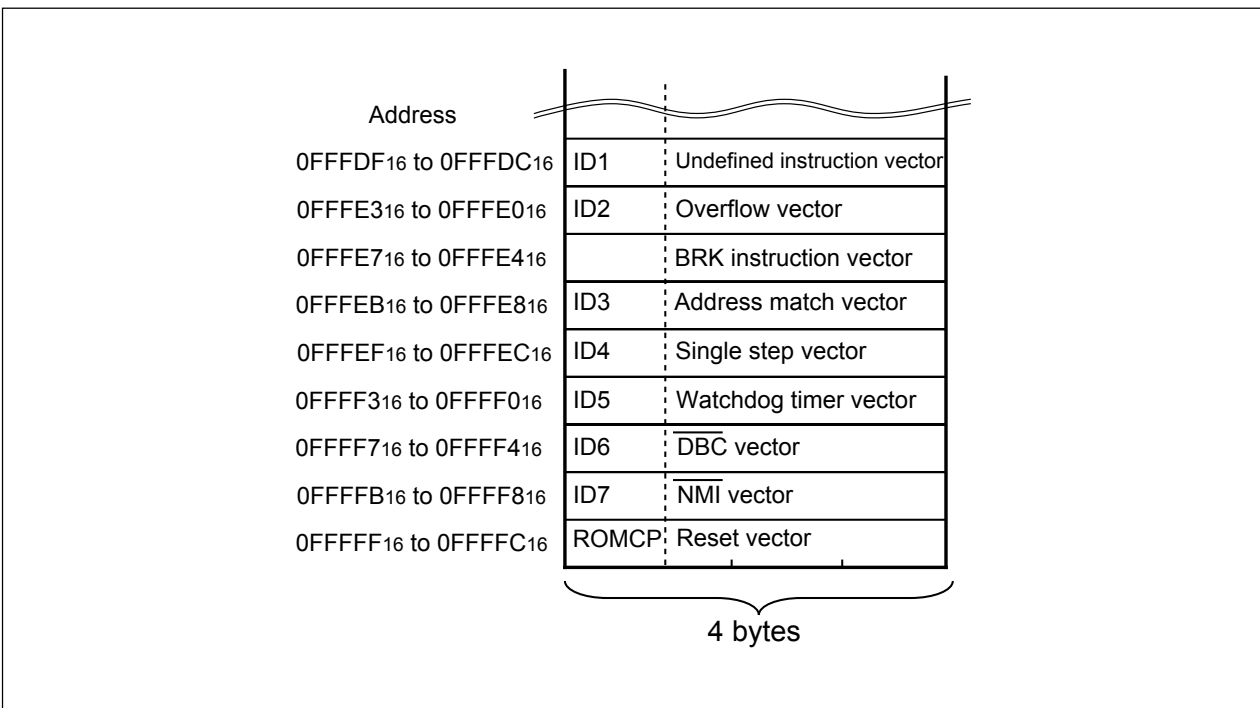 Address
0FFFDF16 to 0FFFDC16 ID1 Undefined instruction vector
0FFFE316 to 0FFFE016 ID2 Overflow vector
0FFFE716 to 0FFFE416 BRK instruction vector
0FFFEB16 to 0FFFE816 ID3 Address match vector
0FFFEF16 to 0FFFEC16 ID4 Single step vector
0FFFF316 to 0FFFF016 ID5 Watchdog timer vector
0FFFF716 to 0FFFF416 ID6 DBC vector
0FFFFB16 to 0FFFF816 ID7 NMI vector
0FFFFF16 to 0FFFFC16 ROMCP Reset vector
4 bytes